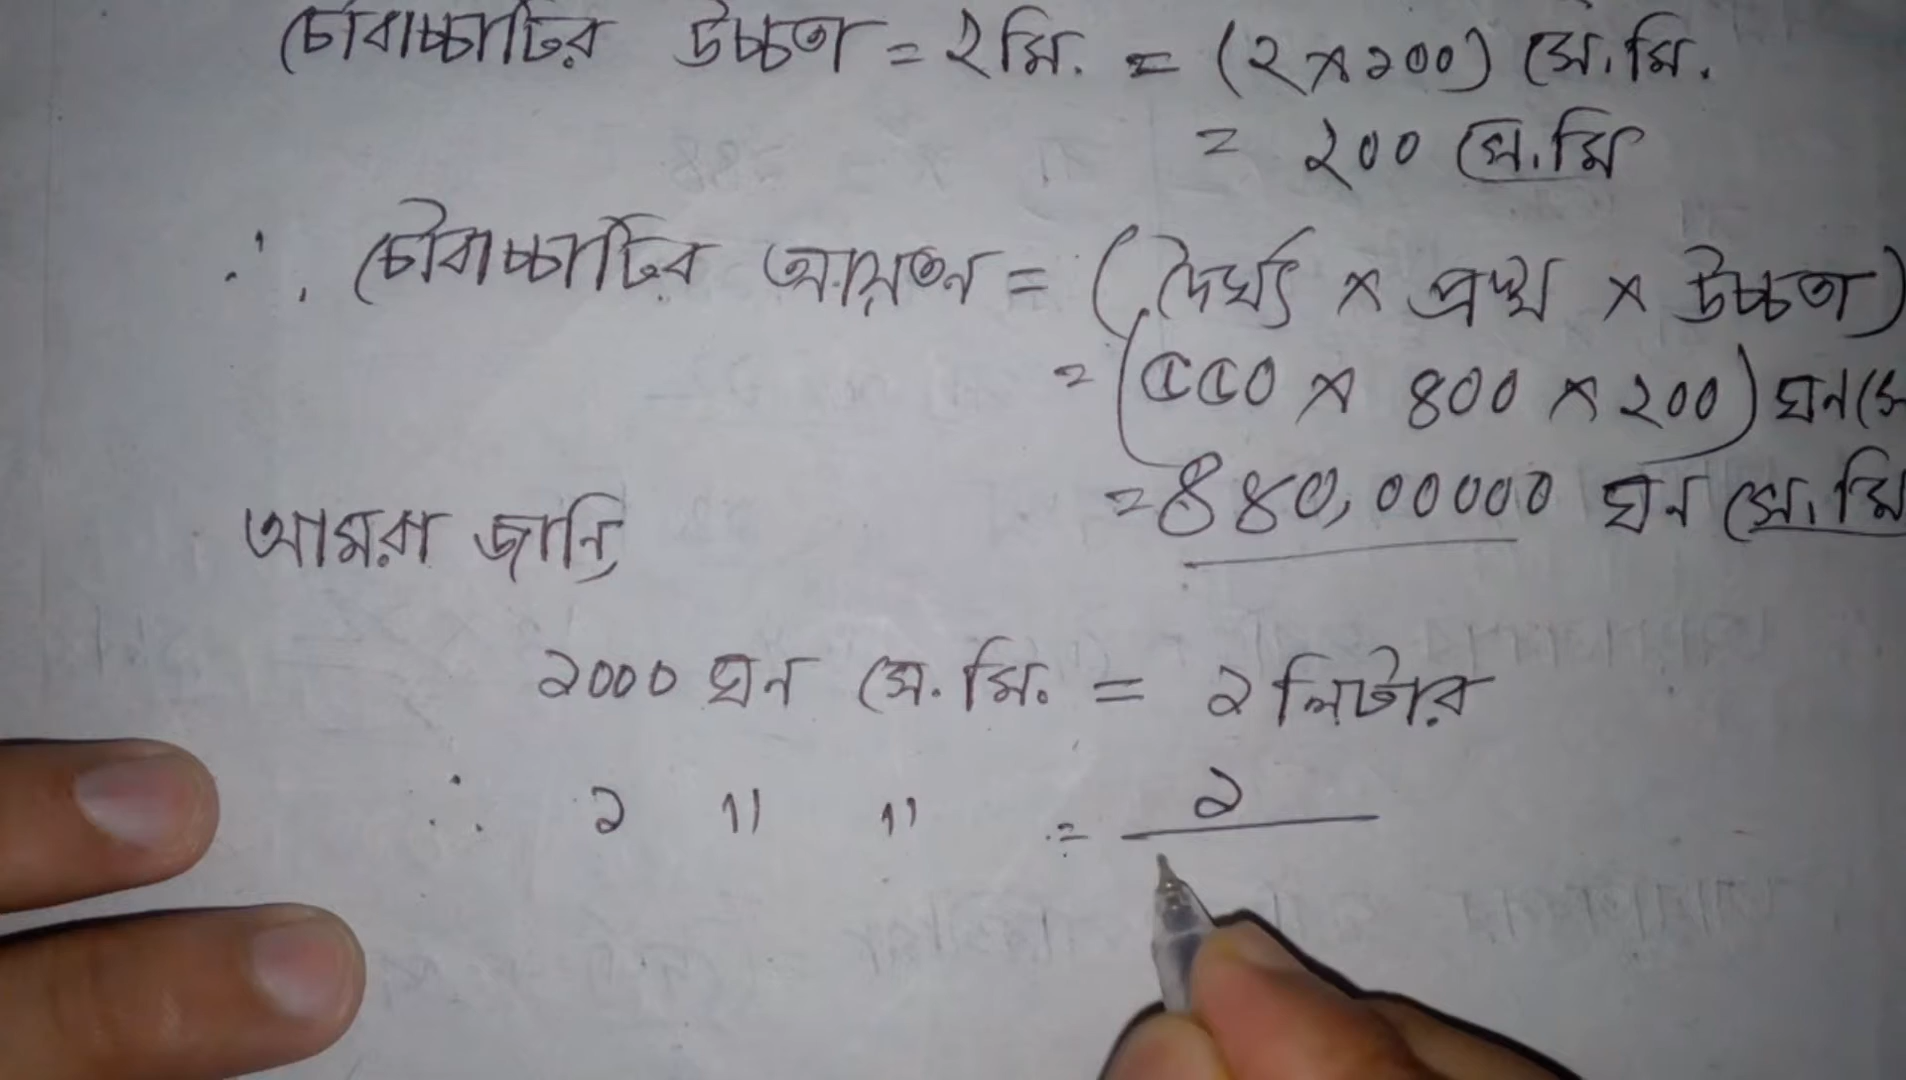 চৌবাচ্চাটির উচ্চতা = ২ মি. = (২ × ১০০) সে.মি.
= ২০০ সে.মি
∴ চৌবাচ্চাটির আয়তন = (দৈর্ঘ্য × প্রস্থ × উচ্চতা)
= (৫৫০ × ৪০০ × ২০০) ঘন সে
= ৪৪০,০০০০০ ঘন সে.মি
আমরা জানি
১০০০ ঘন সে.মি. = ১ লিটার
∴ ১ " " = ১